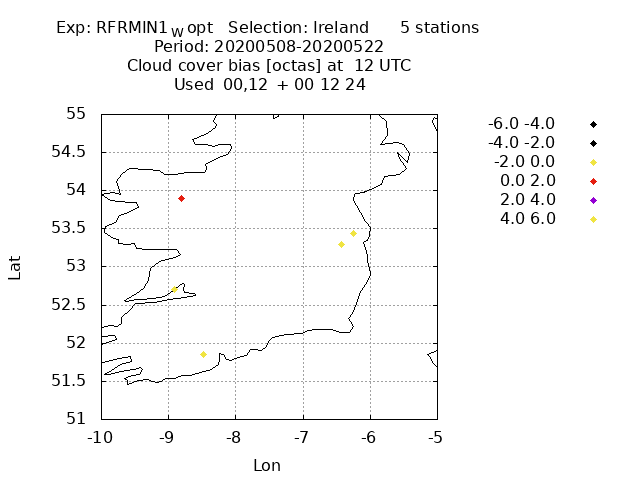 Exp: RFRMIN1_W opt   Selection: Ireland      5 stations
Period: 20200508-20200522
Cloud cover bias [octas] at  12 UTC
Used  00,12  + 00 12 24
-6.0 -4.0
-4.0 -2.0
-2.0 0.0
0.0 2.0
2.0 4.0
4.0 6.0
55
54.5
54
53.5
53
52.5
52
51.5
51
Lat
-10 -9 -8 -7 -6 -5
Lon